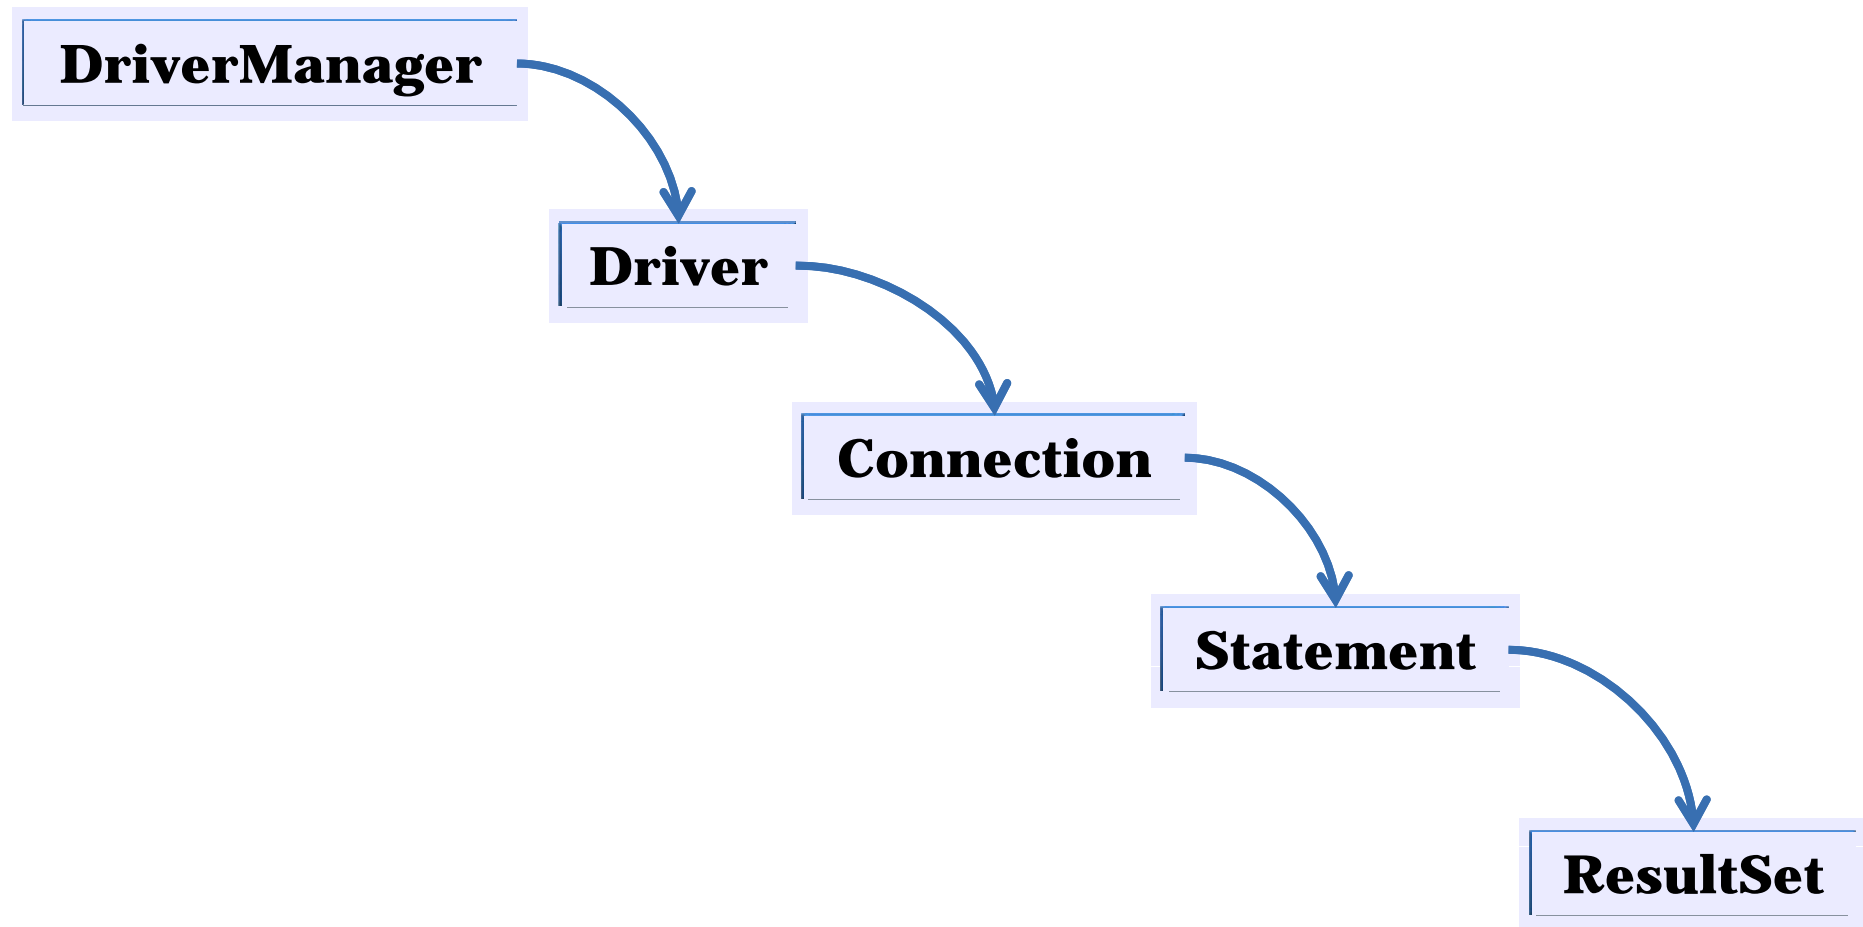 DriverManager
Driver
Connection
Statement
ResultSet